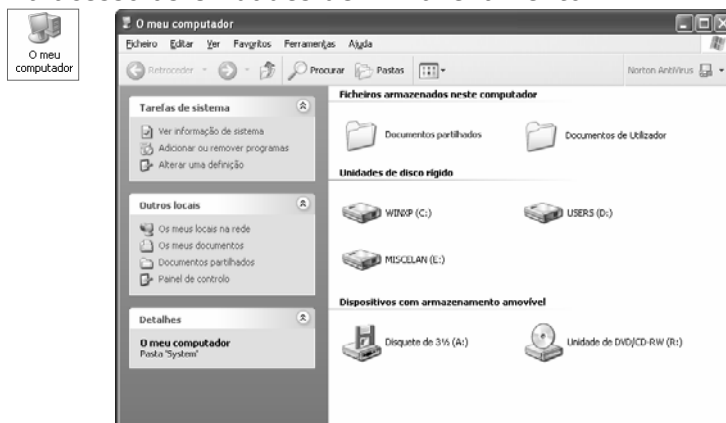 O meu
computador
O meu computador
Ficheiro Editar Ver Favoritos Ferramentas Ajuda
Retroceder Procurar Pastas Norton AntiVirus
Tarefas de sistema
Ver informação de sistema
Adicionar ou remover programas
Alterar uma definição
Outros locais
Os meus locais na rede
Os meus documentos
Documentos partilhados
Painel de controlo
Detalhes
O meu computador
Pasta 'System'
Ficheiros armazenados neste computador
Documentos partilhados Documentos de Utilizador
Unidades de disco rígido
WINXP (C:) USERS (D:)
MISCELAN (E:)
Dispositivos com armazenamento amovível
Disquete de 3½ (A:) Unidade de DVD/CD-RW (R:)